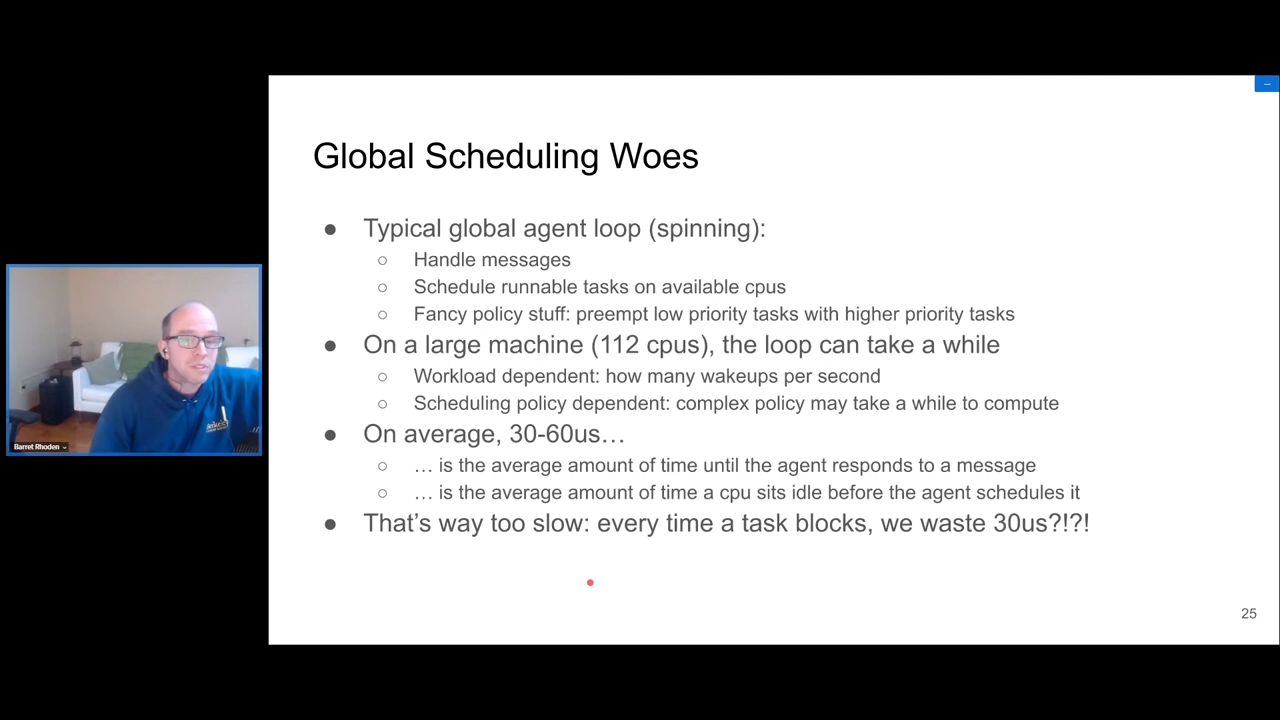 Global Scheduling Woes
● Typical global agent loop (spinning):
○ Handle messages
○ Schedule runnable tasks on available cpus
○ Fancy policy stuff: preempt low priority tasks with higher priority tasks
● On a large machine (112 cpus), the loop can take a while
○ Workload dependent: how many wakeups per second
○ Scheduling policy dependent: complex policy may take a while to compute
● On average, 30-60us…
○ … is the average amount of time until the agent responds to a message
○ … is the average amount of time a cpu sits idle before the agent schedules it
● That's way too slow: every time a task blocks, we waste 30us?!?!
25
Barret Rhoden